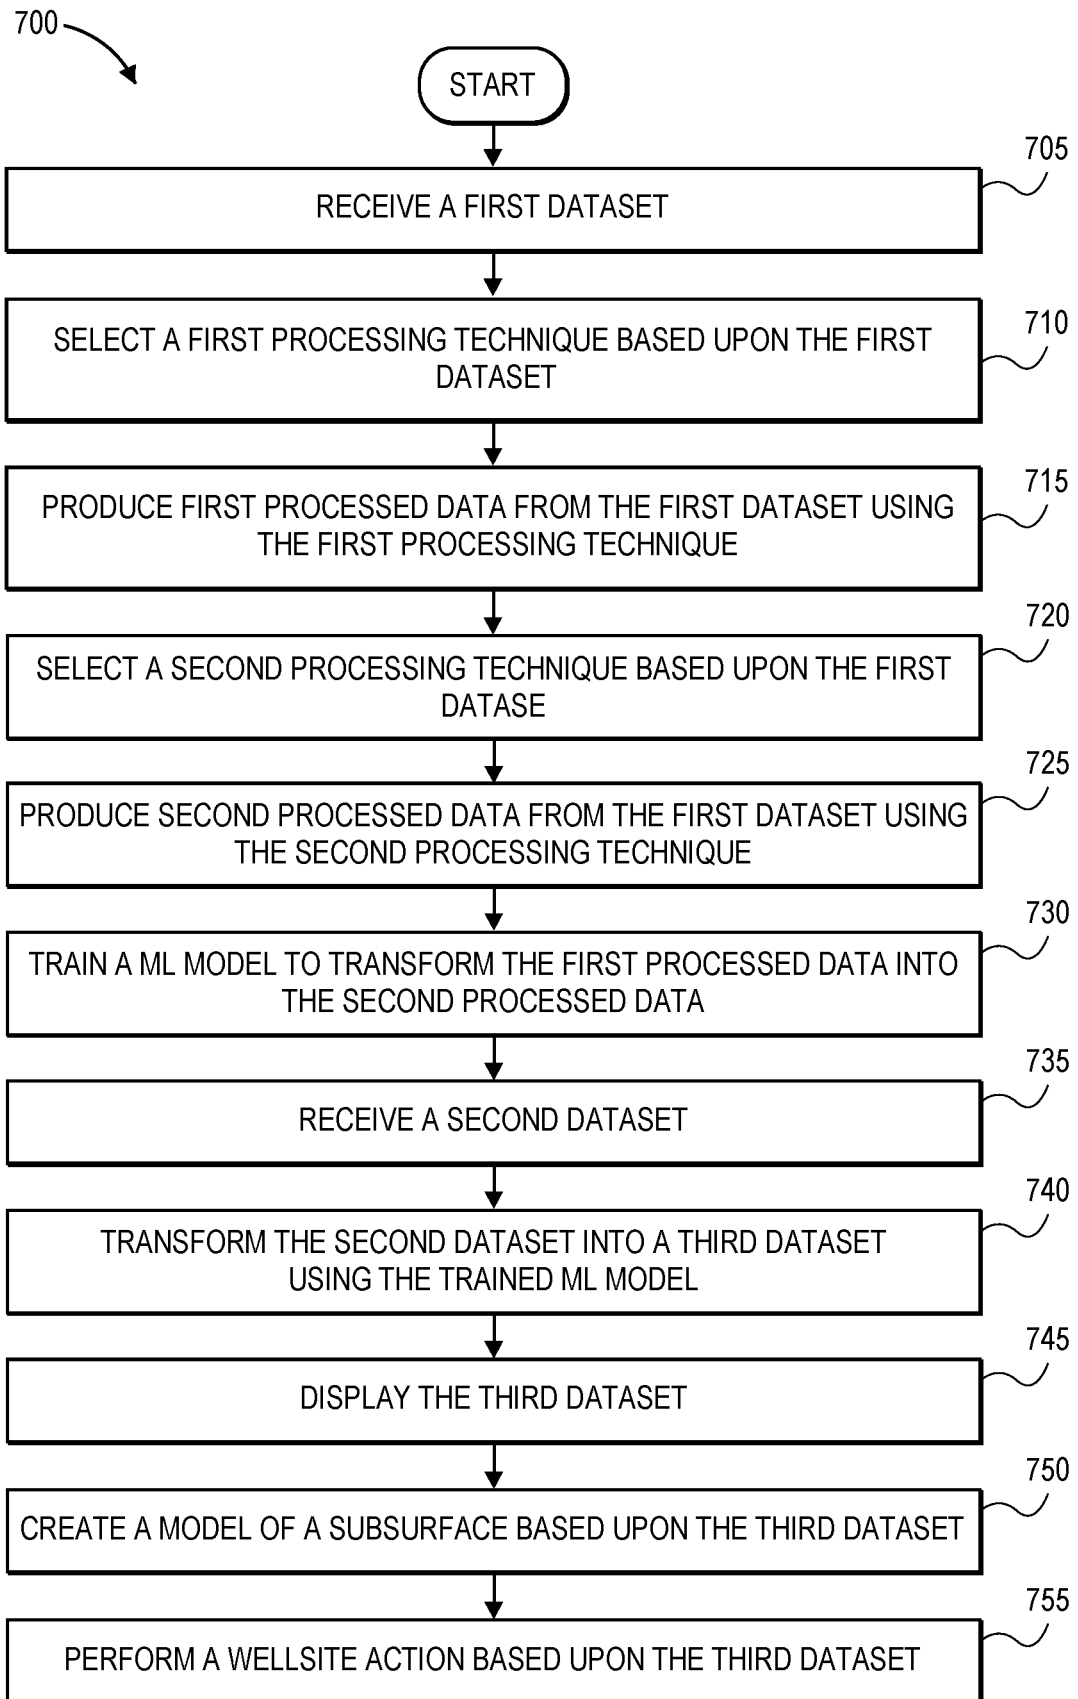 700
START
705
RECEIVE A FIRST DATASET
710
SELECT A FIRST PROCESSING TECHNIQUE BASED UPON THE FIRST
DATASET
715
PRODUCE FIRST PROCESSED DATA FROM THE FIRST DATASET USING
THE FIRST PROCESSING TECHNIQUE
720
SELECT A SECOND PROCESSING TECHNIQUE BASED UPON THE FIRST
DATASE
725
PRODUCE SECOND PROCESSED DATA FROM THE FIRST DATASET USING
THE SECOND PROCESSING TECHNIQUE
730
TRAIN A ML MODEL TO TRANSFORM THE FIRST PROCESSED DATA INTO
THE SECOND PROCESSED DATA
735
RECEIVE A SECOND DATASET
740
TRANSFORM THE SECOND DATASET INTO A THIRD DATASET
USING THE TRAINED ML MODEL
745
DISPLAY THE THIRD DATASET
750
CREATE A MODEL OF A SUBSURFACE BASED UPON THE THIRD DATASET
755
PERFORM A WELLSITE ACTION BASED UPON THE THIRD DATASET